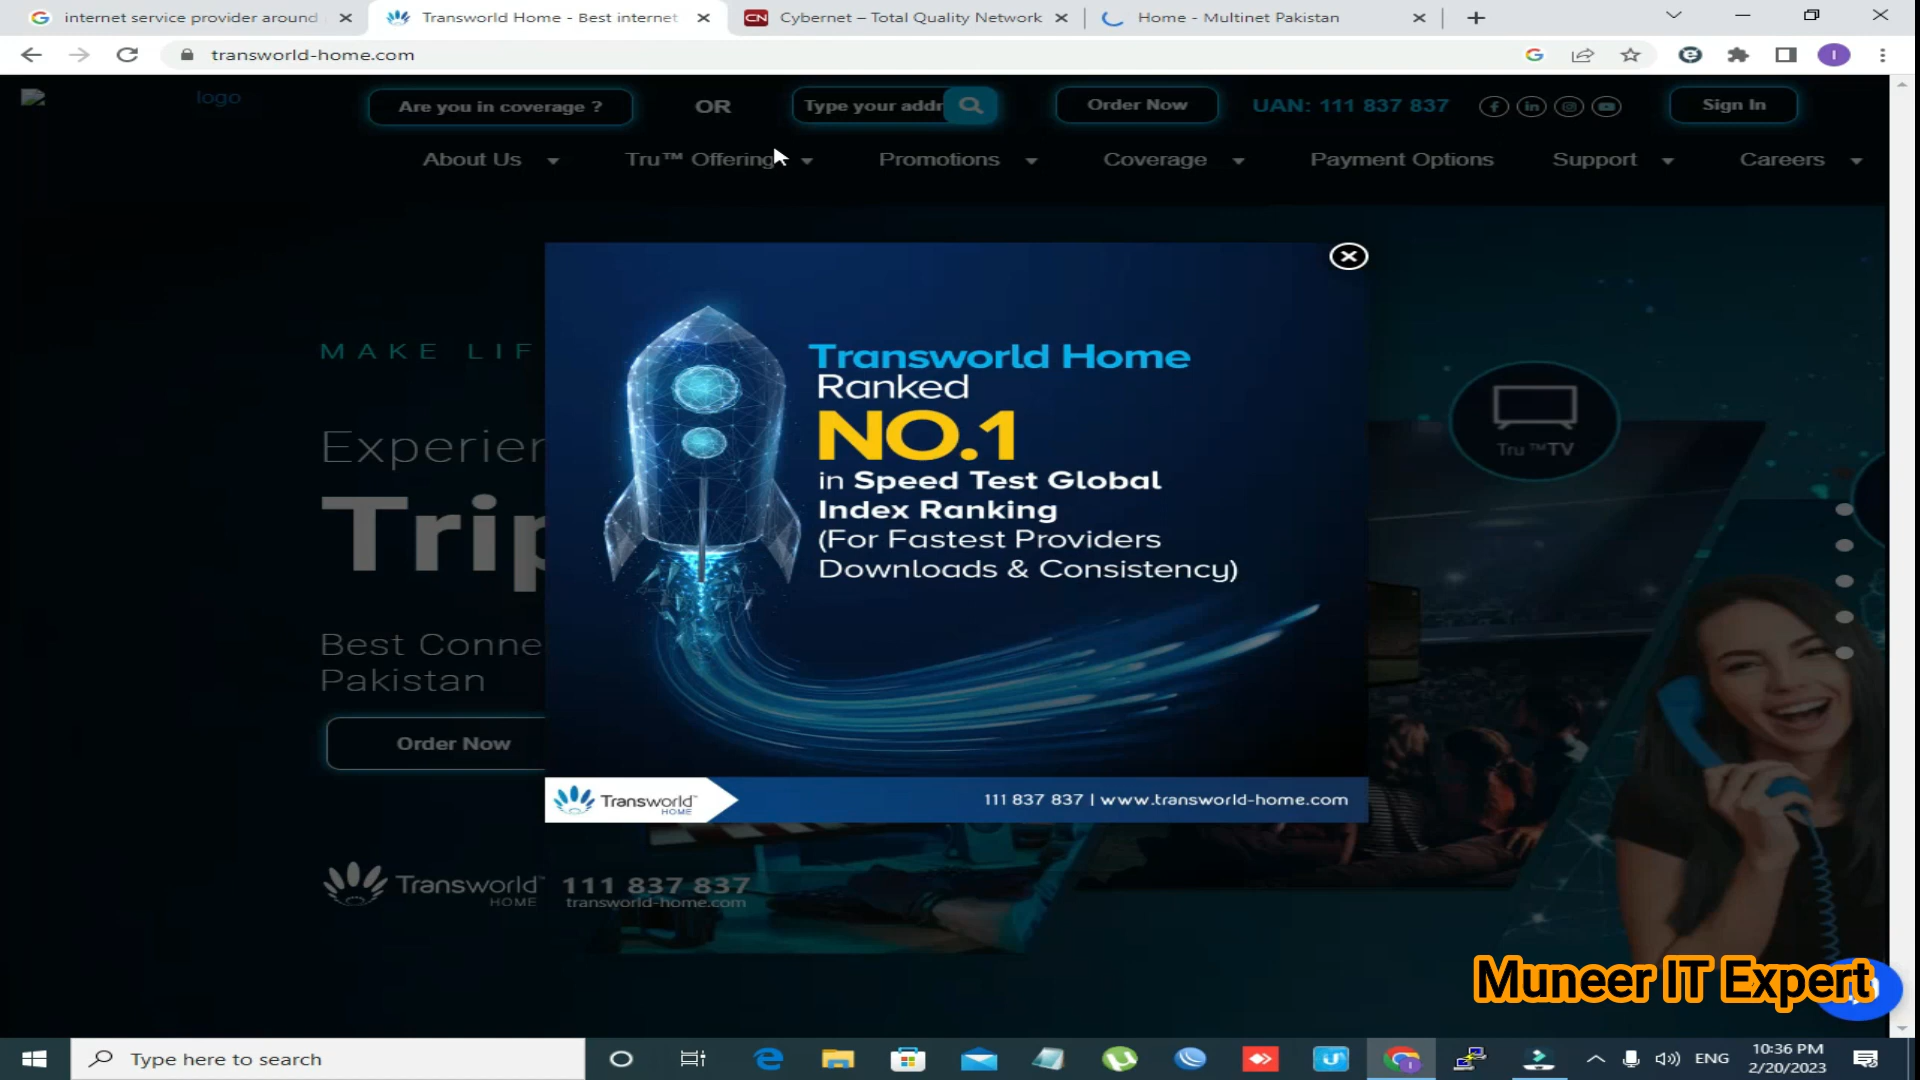 internet service provider around
Transworld Home - Best internet
CN
Cybernet – Total Quality Network
Home - Multinet Pakistan
transworld-home.com
I
logo
Are you in coverage ?
OR
Type your addr
Order Now
UAN: 111 837 837
Sign In
About Us
Tru™ Offering
Promotions
Coverage
Payment Options
Support
Careers
MAKE LIF
Experien
Trip
Best Conne
Pakistan
Order Now
Transworld Home
Ranked
NO.1
in Speed Test Global
Index Ranking
(For Fastest Providers
Downloads & Consistency)
Transworld™
HOME
111 837 837 | www.transworld-home.com
Tru™TV
Transworld™
HOME
111 837 837
transworld-home.com
Muneer IT Expert
Type here to search
ENG
10:36 PM
2/20/2023